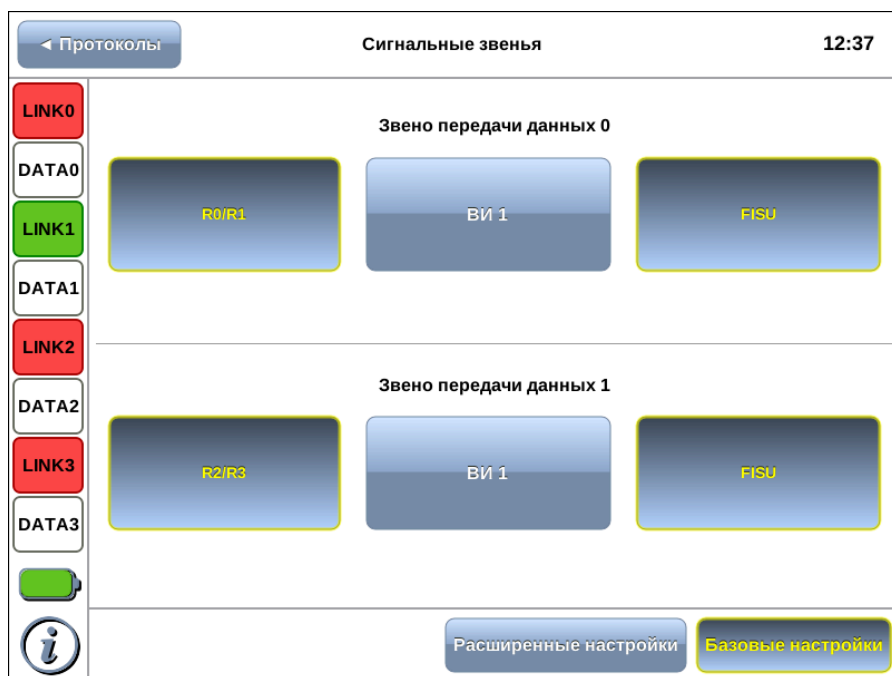 ◄ Протоколы
Сигнальные звенья
12:37
LINK0
DATA0
LINK1
DATA1
LINK2
DATA2
LINK3
DATA3
Звено передачи данных 0
R0/R1
ВИ 1
FISU
Звено передачи данных 1
R2/R3
ВИ 1
FISU
i
Расширенные настройки
Базовые настройки